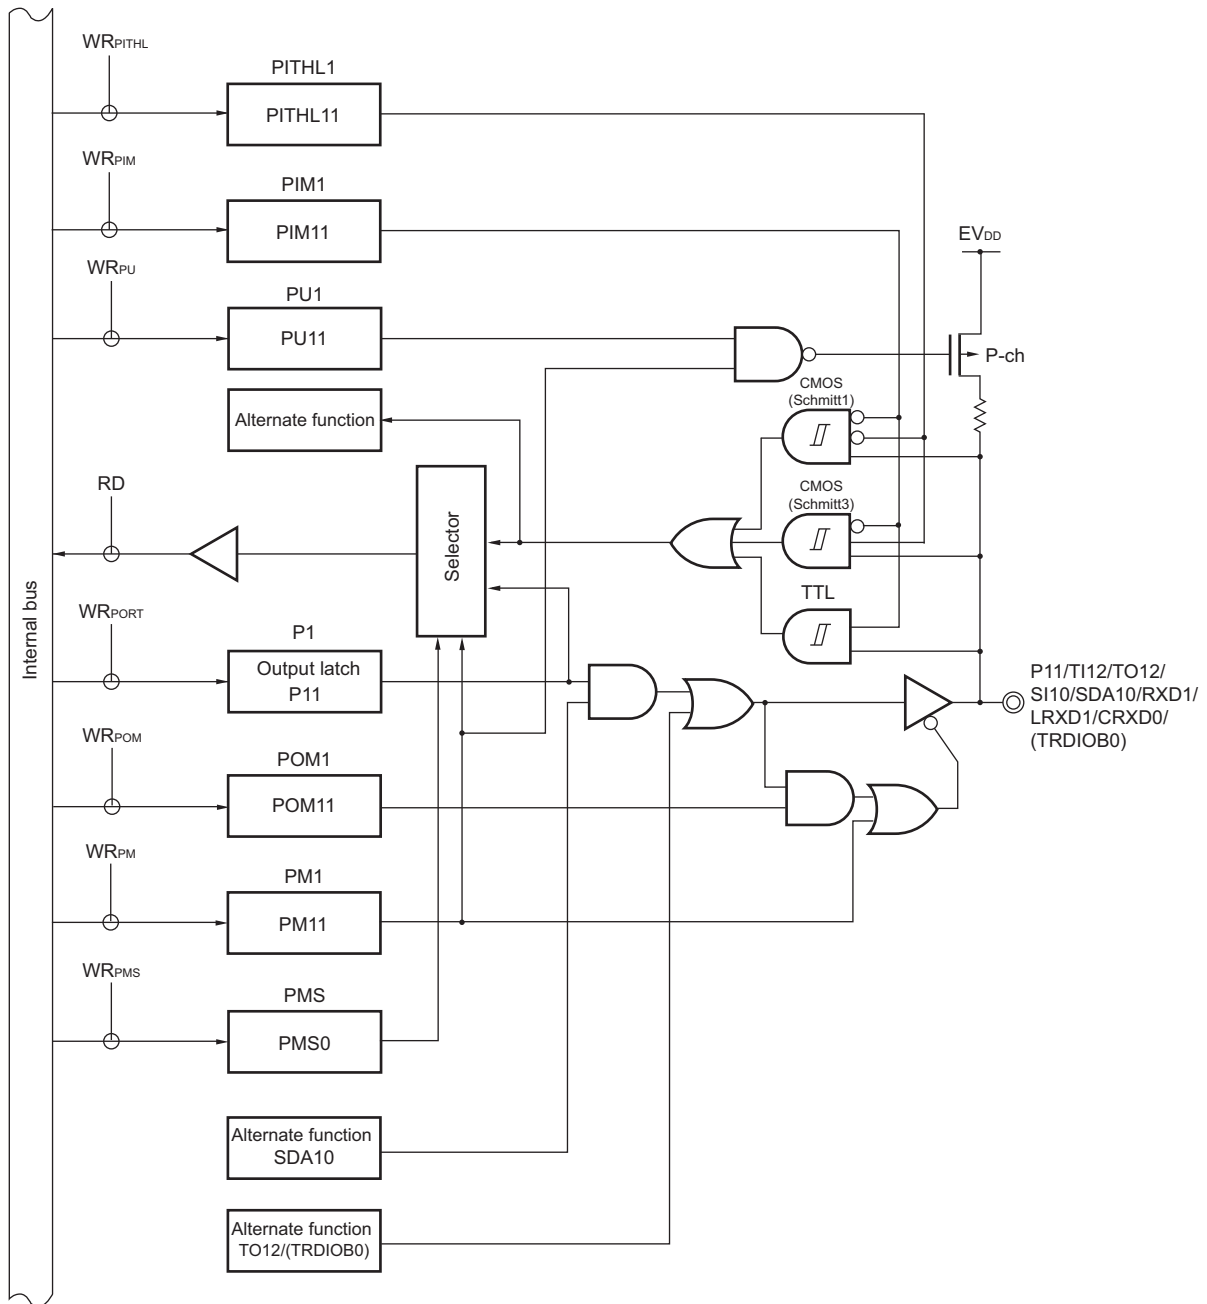 WRPITHL
PITHL1
PITHL11
WRPIM
PIM1
PIM11
EVDD
WRPU
PU1
PU11
P-ch
CMOS
(Schmitt1)
Alternate function
RD
Selector
CMOS
(Schmitt3)
TTL
Internal bus
WRPORT
P1
Output latch
P11
P11/TI12/TO12/
SI10/SDA10/RXD1/
LRXD1/CRXD0/
(TRDIOB0)
WRPOM
POM1
POM11
WRPM
PM1
PM11
WRPMS
PMS
PMS0
Alternate function
SDA10
Alternate function
TO12/(TRDIOB0)